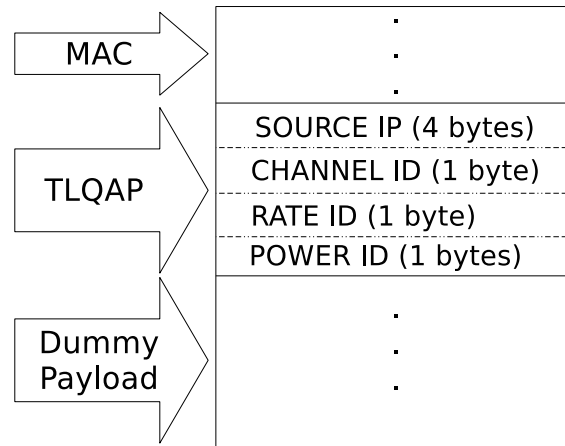 MAC
TLQAP
SOURCE IP (4 bytes)
CHANNEL ID (1 byte)
RATE ID (1 byte)
POWER ID (1 bytes)
Dummy
Payload